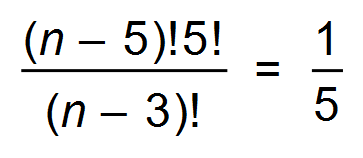 (n – 5)!5! / (n – 3)! = 1 / 5